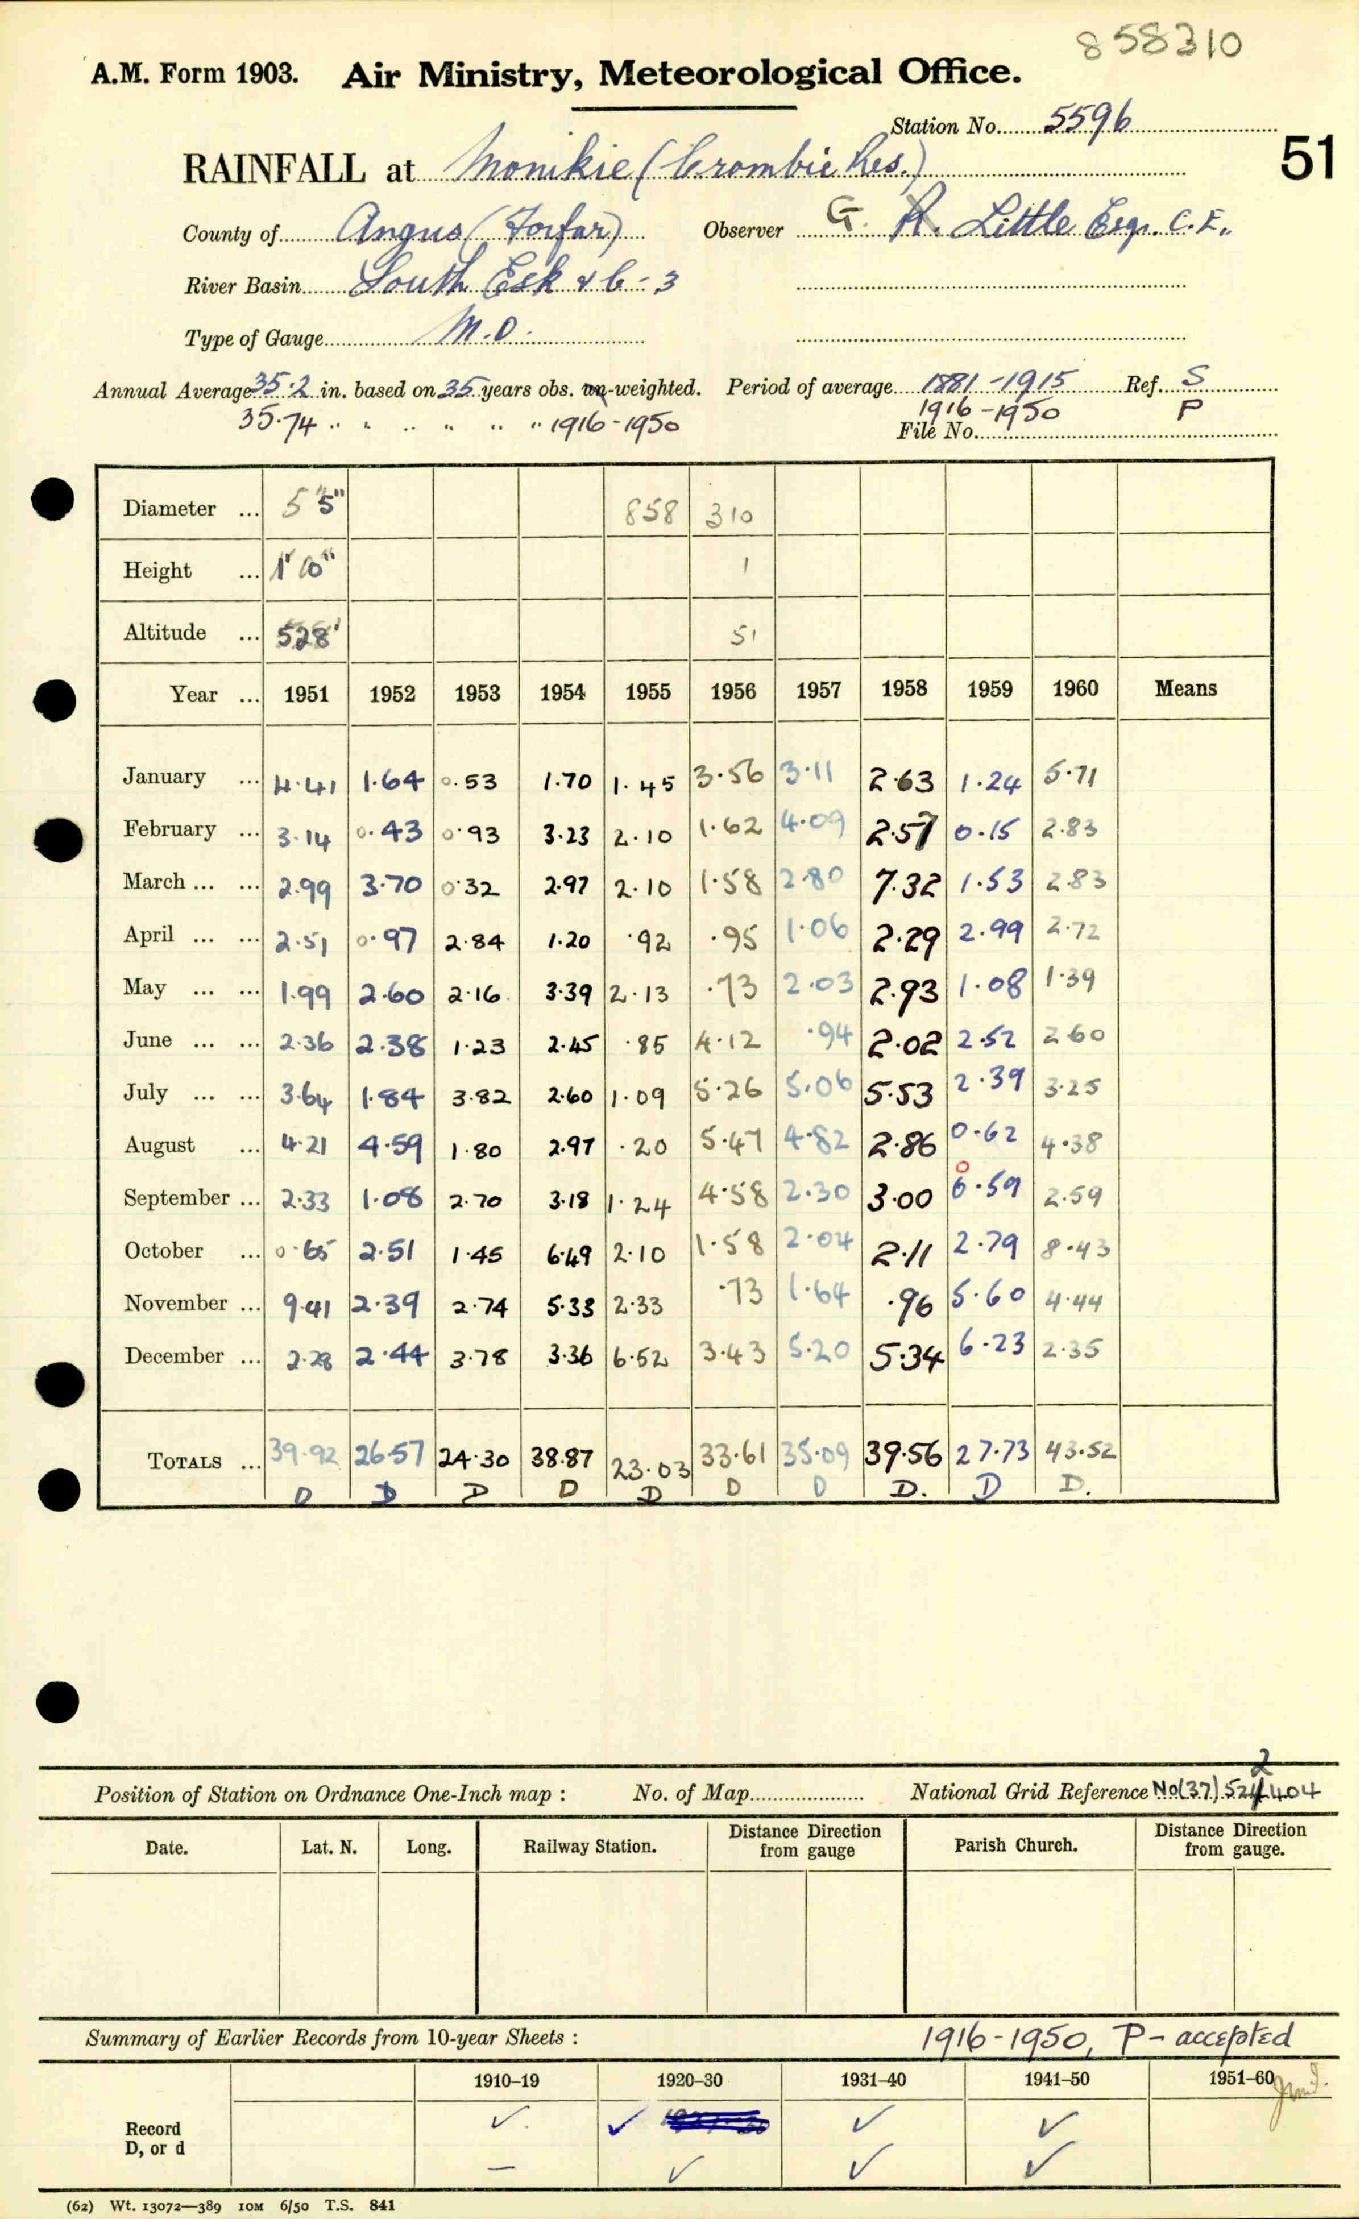 858310
A.M. Form 1903. Air Ministry, Meteorological Office.
Station No. 5596
51
RAINFALL at Monikie (Crombie Res.)
County of Angus (Forfar) Observer G. R. Little Esqr. C.E.
River Basin South Esk & C-3
Type of Gauge M.O.
Annual Average 35.2 in. based on 35 years obs. un-weighted. Period of average 1881-1915 Ref. S
35.74 " " " " " " 1916-1950 1916-1950 P
File No.
Diameter ... 5" 5" 858 310
Height ... 1' 0" 1
Altitude ... 528' 51
Year ... 1951 1952 1953 1954 1955 1956 1957 1958 1959 1960 Means
January ... 4.41 1.64 0.53 1.70 1.45 3.56 3.11 2.63 1.24 5.71
February ... 3.14 0.43 0.93 3.23 2.10 1.62 4.09 2.57 0.15 2.83
March ... ... 2.99 3.70 0.32 2.97 2.10 1.58 2.80 7.32 1.53 2.83
April ... ... 2.51 0.97 2.84 1.20 .92 .95 1.06 2.29 2.99 2.72
May ... ... 1.99 2.60 2.16 3.39 2.13 .73 2.03 2.93 1.08 1.39
June ... ... 2.36 2.38 1.23 2.45 .85 4.12 .94 2.02 2.52 2.60
July ... ... 3.64 1.84 3.82 2.60 1.09 5.26 5.06 5.53 2.39 3.25
August ... 4.21 4.59 1.80 2.97 .20 5.47 4.82 2.86 0.62 4.38
0
September ... 2.33 1.08 2.70 3.18 1.24 4.58 2.30 3.00 0.59 2.59
October ... 0.65 2.51 1.45 6.49 2.10 1.58 2.04 2.11 2.79 8.43
November ... 9.41 2.39 2.74 5.33 2.33 .73 1.64 .96 5.60 4.44
December ... 2.28 2.44 3.78 3.36 6.52 3.43 5.20 5.34 6.23 2.35
TOTALS ... 39.92 26.57 24.30 38.87 23.03 33.61 35.09 39.56 27.73 43.52
D D D D D D D D. D D.
2
Position of Station on Ordnance One-Inch map : No. of Map National Grid Reference NO(37) 524404
Date. Lat. N. Long. Railway Station. Distance from gauge Direction Parish Church. Distance Direction from gauge.
Summary of Earlier Records from 10-year Sheets : 1916-1950, P - accepted
1910–19 1920–30 1931–40 1941–50 1951–60
Record ✓ ✓ ✓ ✓
D, or d — ✓ ✓ ✓
(62) Wt. 13072—389 10M 6/50 T.S. 841